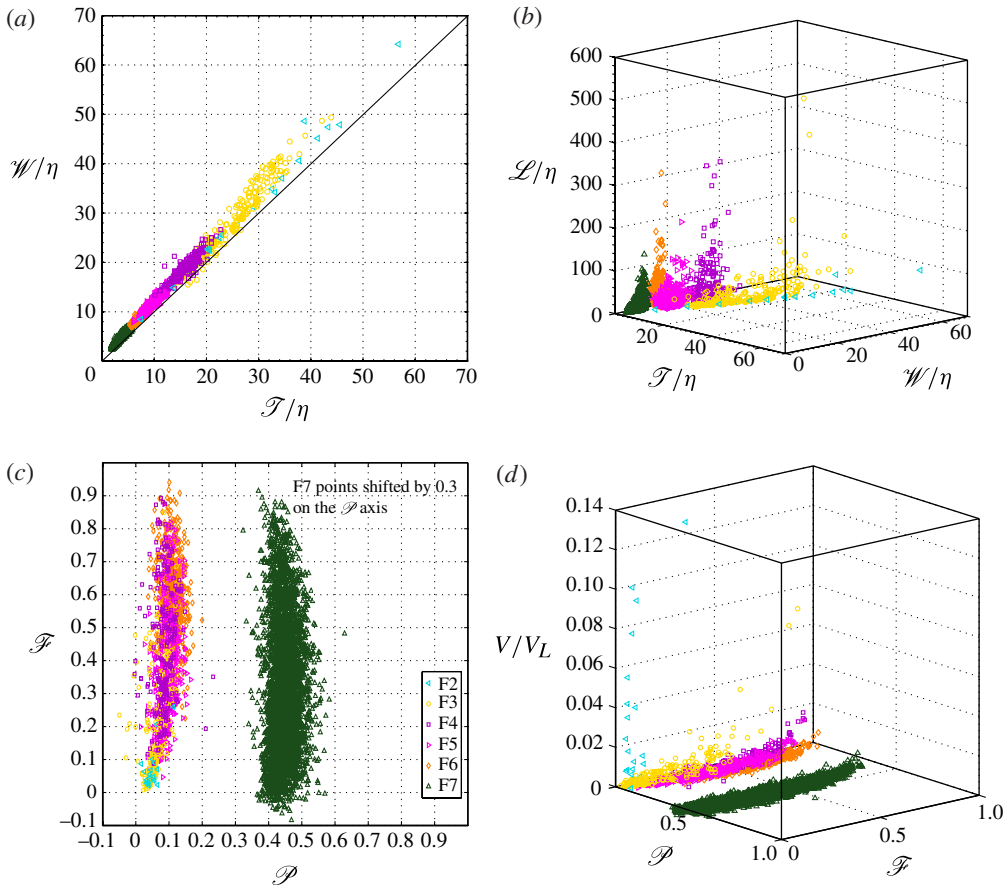 (a)
70
60
50
𝒲/η
40
30
20
10
0
10
20
30
40
50
60
70
𝒯/η
(b)
600
500
400
ℒ/η
300
200
100
0
20
40
60
𝒯/η
0
20
40
60
𝒲/η
(c)
F7 points shifted by 0.3
on the 𝒫 axis
0.9
0.8
0.7
0.6
0.5
ℱ
0.4
0.3
0.2
0.1
0
−0.1
F2
F3
F4
F5
F6
F7
−0.1
0
0.1
0.2
0.3
0.4
0.5
0.6
0.7
0.8
0.9
𝒫
(d)
0.14
0.12
0.10
0.08
V/V_L
0.06
0.04
0.02
0
0.5
1.0
𝒫
0
0.5
1.0
ℱ